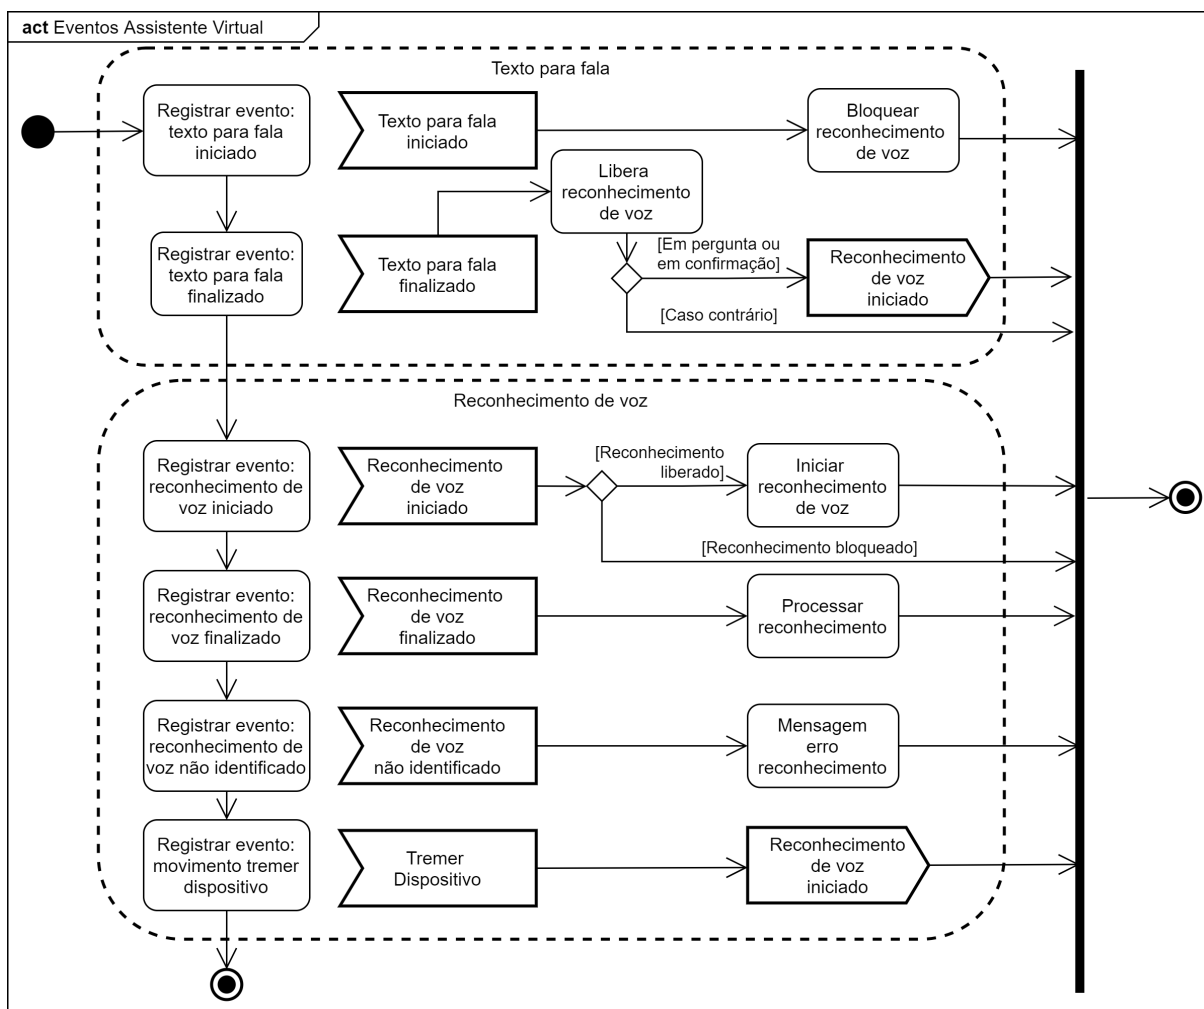 act Eventos Assistente Virtual
Texto para fala
Registrar evento:
texto para fala
iniciado
Texto para fala
iniciado
Bloquear
reconhecimento
de voz
Libera
reconhecimento
de voz
Registrar evento:
texto para fala
finalizado
Texto para fala
finalizado
[Em pergunta ou
em confirmação]
Reconhecimento
de voz
iniciado
[Caso contrário]
Reconhecimento de voz
Registrar evento:
reconhecimento de
voz iniciado
Reconhecimento
de voz
iniciado
[Reconhecimento
liberado]
Iniciar
reconhecimento
de voz
[Reconhecimento bloqueado]
Registrar evento:
reconhecimento de
voz finalizado
Reconhecimento
de voz
finalizado
Processar
reconhecimento
Registrar evento:
reconhecimento de
voz não identificado
Reconhecimento
de voz
não identificado
Mensagem
erro
reconhecimento
Registrar evento:
movimento tremer
dispositivo
Tremer
Dispositivo
Reconhecimento
de voz
iniciado